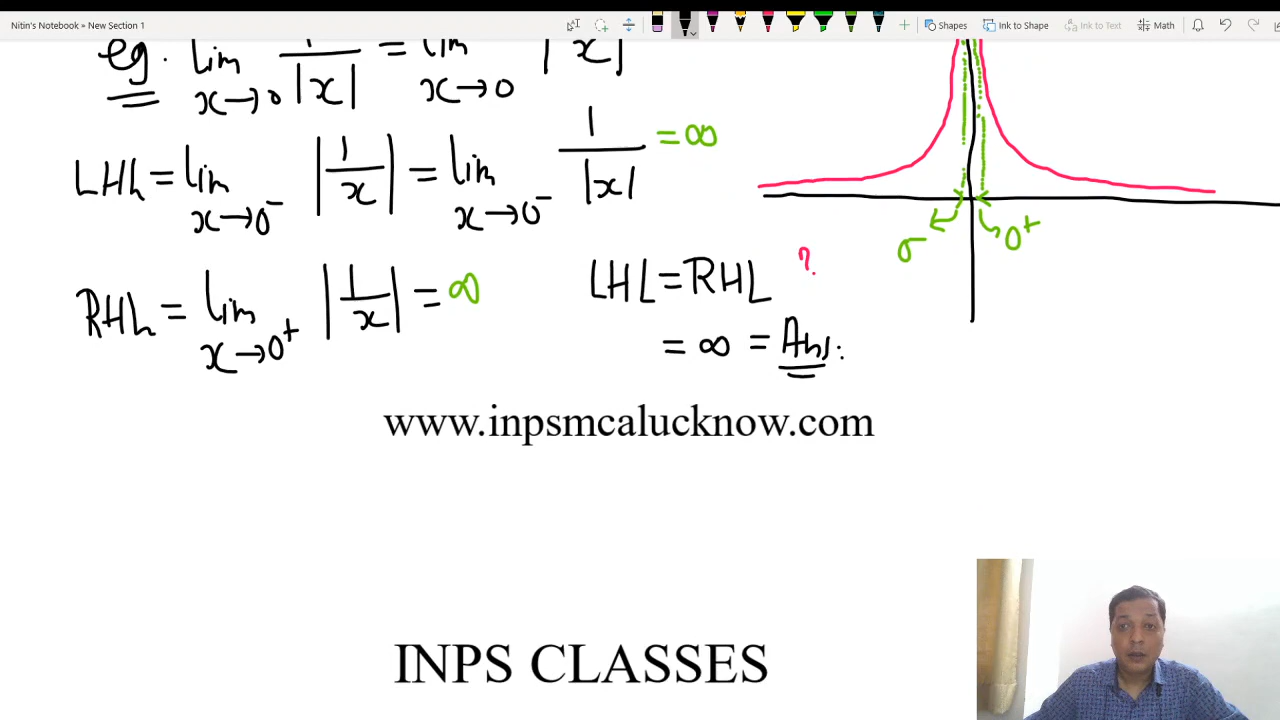 Nitin's Notebook » New Section 1
Shapes Ink to Shape Ink to Text Math
eg. lim x→0 1/|x| = lim x→0 |x|
LHL = lim x→0⁻ |1/x| = lim x→0⁻ 1/|x| = ∞
0⁻ 0⁺
LHL = RHL ?
RHL = lim x→0⁺ |1/x| = ∞
= ∞ = Ans.
www.inpsmcalucknow.com
INPS CLASSES